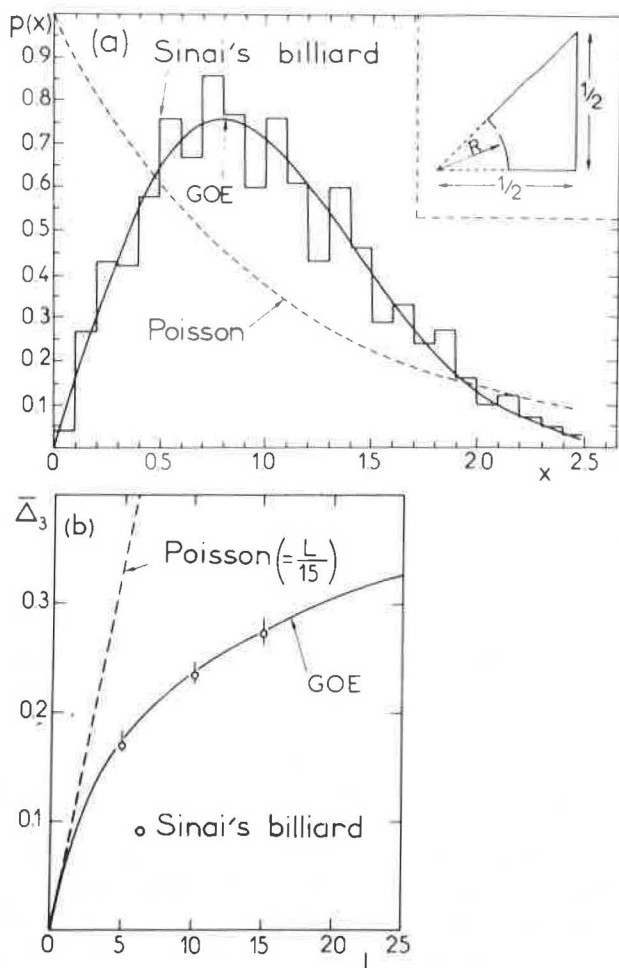 p(x)
(a)
Sinai's billiard
0.9
0.8
0.7
0.6
0.5
0.4
0.3
0.2
0.1
GOE
Poisson
R
1/2
1/2
0
0.5
1.0
1.5
2.0
2.5
x
Δ̅₃
(b)
Poisson (= L/15)
0.3
0.2
0.1
GOE
Sinai's billiard
0
5
10
15
20
25